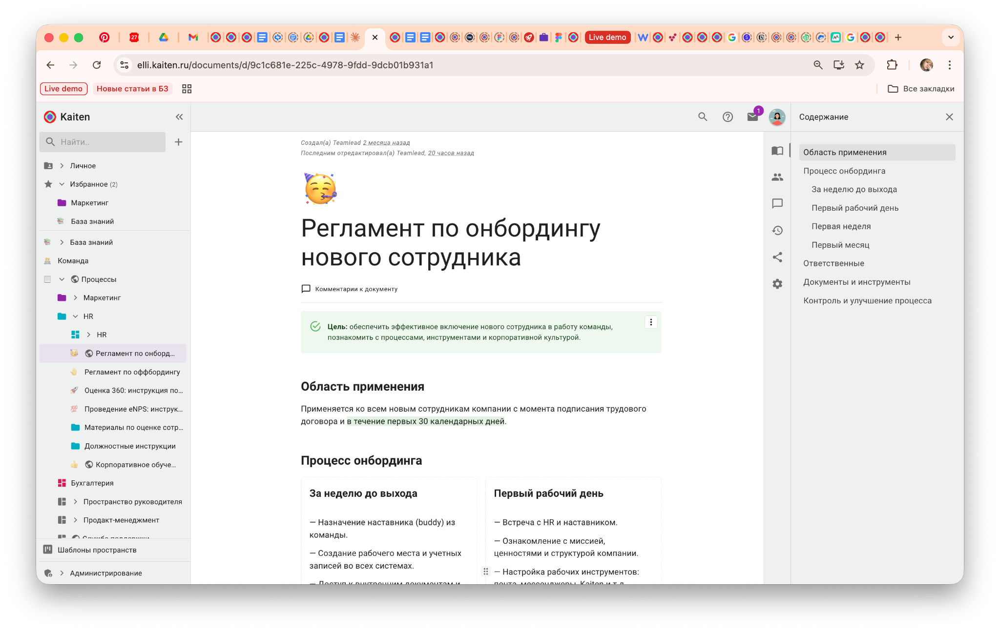 27
Live demo
elli.kaiten.ru/documents/d/9c1c681e-225c-4978-9fdd-9dcb01b931a1
Live demo
Новые статьи в БЗ
Все закладки
Kaiten
Найти..
Личное
Избранное (2)
Маркетинг
База знаний
База знаний
Команда
Процессы
Маркетинг
HR
HR
Регламент по онборд...
Регламент по оффбордингу
Оценка 360: инструкция по...
Проведение eNPS: инструк...
Материалы по оценке сотр...
Должностные инструкции
Корпоративное обуче...
Бухгалтерия
Пространство руководителя
Продакт-менеджмент
Служба поддержки
Шаблоны пространств
Администрирование
1
Создал(а) Teamlead 2 месяца назад
Последним отредактировал(а) Teamlead, 20 часов назад
Регламент по онбордингу
нового сотрудника
Комментарии к документу
Цель: обеспечить эффективное включение нового сотрудника в работу команды,
познакомить с процессами, инструментами и корпоративной культурой.
Область применения
Применяется ко всем новым сотрудникам компании с момента подписания трудового
договора и в течение первых 30 календарных дней.
Процесс онбординга
За неделю до выхода
— Назначение наставника (buddy) из
команды.
— Создание рабочего места и учетных
записей во всех системах.
— Доступ к внутренним документам и
Первый рабочий день
— Встреча с HR и наставником.
— Ознакомление с миссией,
ценностями и структурой компании.
— Настройка рабочих инструментов:
почта, мессенджеры, Kaiten и т.д.
Содержание
Область применения
Процесс онбординга
За неделю до выхода
Первый рабочий день
Первая неделя
Первый месяц
Ответственные
Документы и инструменты
Контроль и улучшение процесса